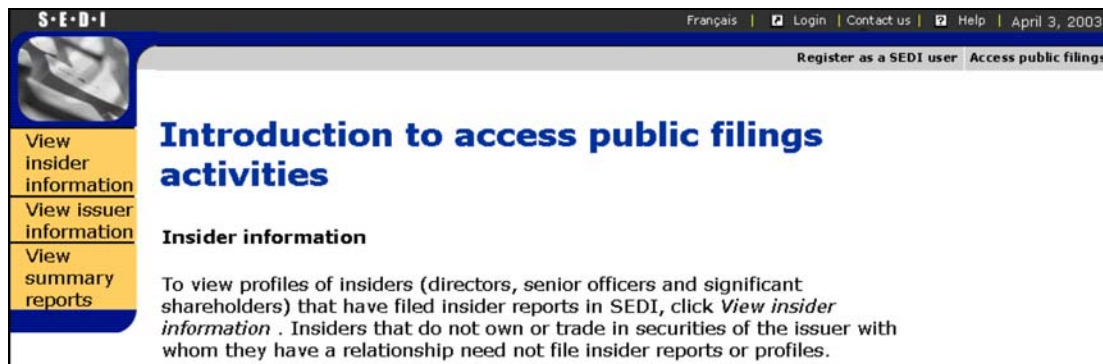 S•E•D•I
Français | Login | Contact us | ? Help | April 3, 2003
Register as a SEDI user Access public filings
View
insider
information
View issuer
information
View
summary
reports
Introduction to access public filings
activities
Insider information
To view profiles of insiders (directors, senior officers and significant
shareholders) that have filed insider reports in SEDI, click View insider
information . Insiders that do not own or trade in securities of the issuer with
whom they have a relationship need not file insider reports or profiles.